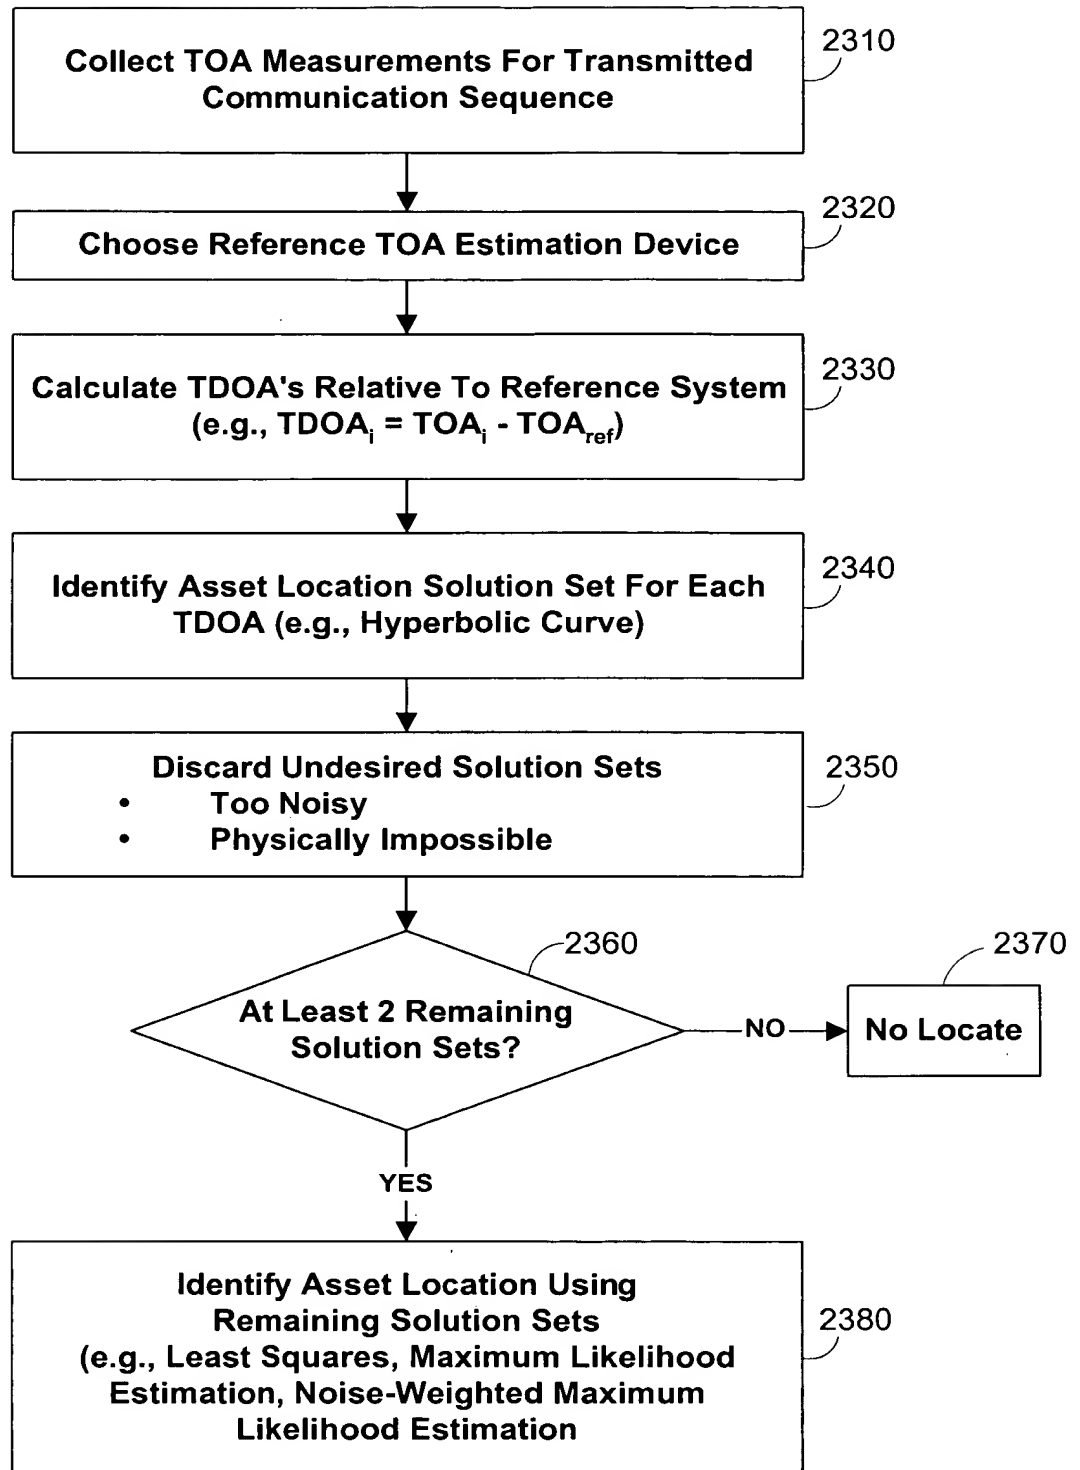 2310
Collect TOA Measurements For Transmitted
Communication Sequence
2320
Choose Reference TOA Estimation Device
2330
Calculate TDOA's Relative To Reference System
(e.g., TDOAi = TOAi - TOAref)
2340
Identify Asset Location Solution Set For Each
TDOA (e.g., Hyperbolic Curve)
2350
Discard Undesired Solution Sets
• Too Noisy
• Physically Impossible
2360
2370
At Least 2 Remaining
Solution Sets?
NO
No Locate
YES
2380
Identify Asset Location Using
Remaining Solution Sets
(e.g., Least Squares, Maximum Likelihood
Estimation, Noise-Weighted Maximum
Likelihood Estimation